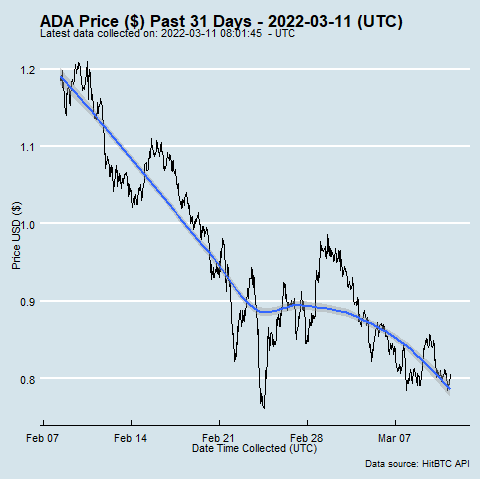 ADA Price ($) Past 31 Days - 2022-03-11 (UTC)
Latest data collected on: 2022-03-11 08:01:45 - UTC
Price USD ($)
1.2
1.1
1.0
0.9
0.8
Feb 07 Feb 14 Feb 21 Feb 28 Mar 07
Date Time Collected (UTC)
Data source: HitBTC API